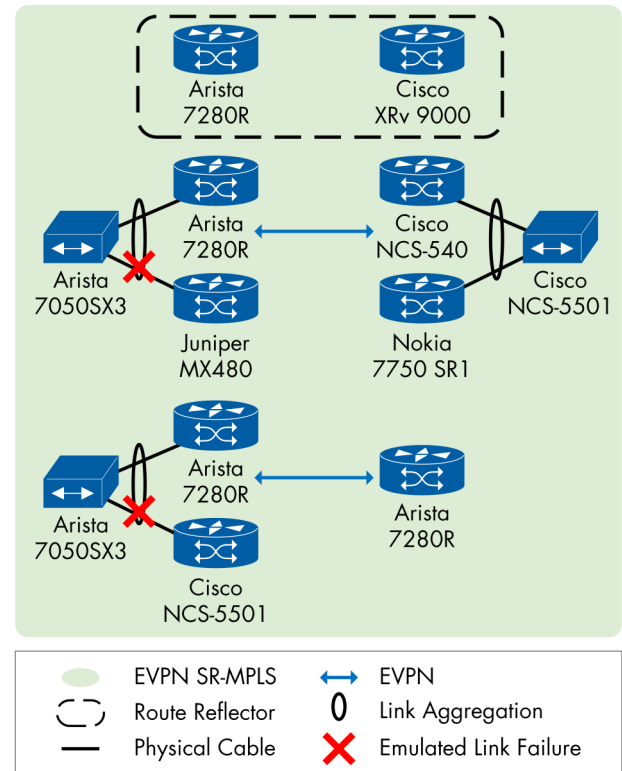 Arista
7280R
Cisco
XRv 9000
Arista
7280R
Cisco
NCS-540
Arista
7050SX3
Cisco
NCS-5501
Juniper
MX480
Nokia
7750 SR1
Arista
7280R
Arista
7050SX3
Arista
7280R
Cisco
NCS-5501
EVPN SR-MPLS
EVPN
Route Reflector
Link Aggregation
Physical Cable
Emulated Link Failure